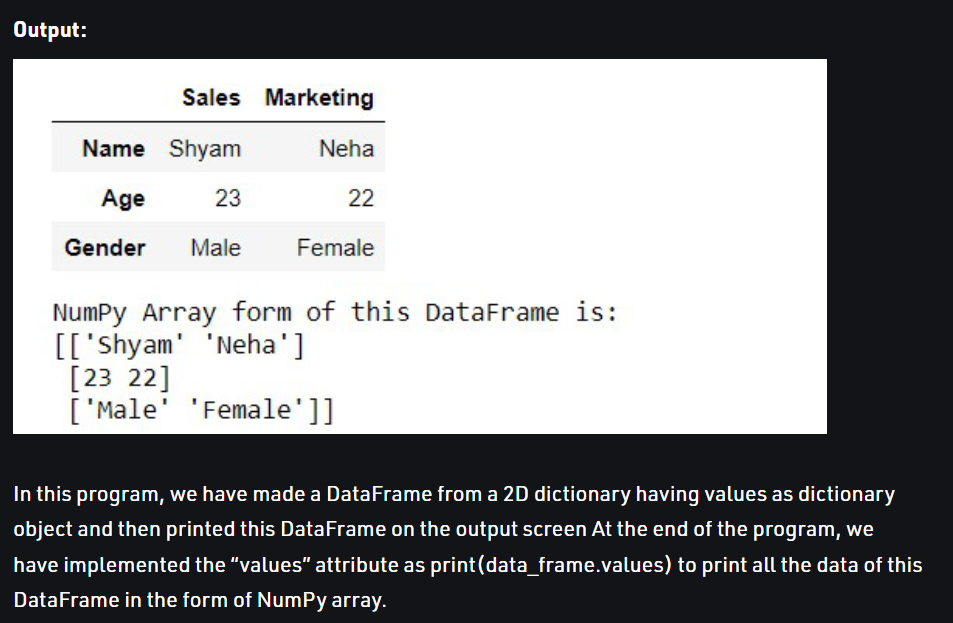 Output:
Sales Marketing
Name Shyam Neha
Age 23 22
Gender Male Female
NumPy Array form of this DataFrame is:
[['Shyam' 'Neha']
[23 22]
['Male' 'Female']]
In this program, we have made a DataFrame from a 2D dictionary having values as dictionary
object and then printed this DataFrame on the output screen At the end of the program, we
have implemented the “values” attribute as print(data_frame.values) to print all the data of this
DataFrame in the form of NumPy array.